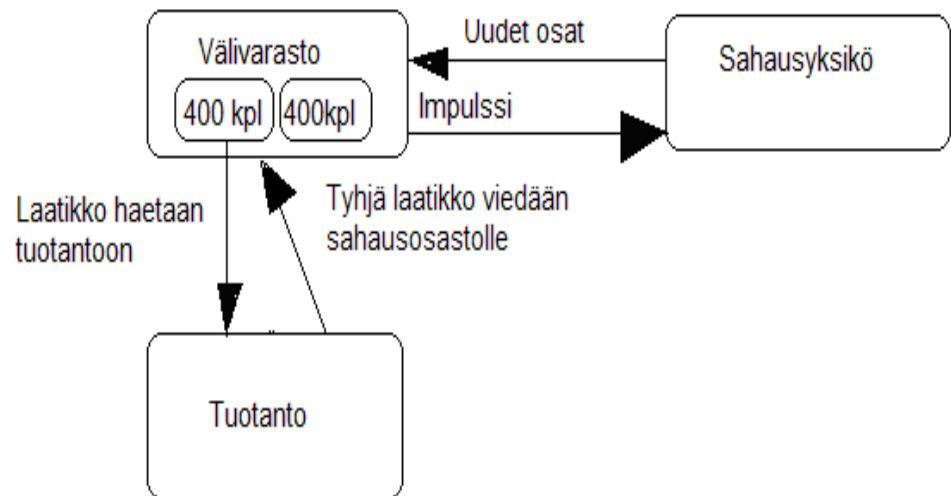 Uudet osat
Välivarasto
Sahausyksikö
400 kpl
400kpl
Impulssi
Laatikko haetaan
tuotantoon
Tyhjä laatikko viedään
sahausosastolle
Tuotanto